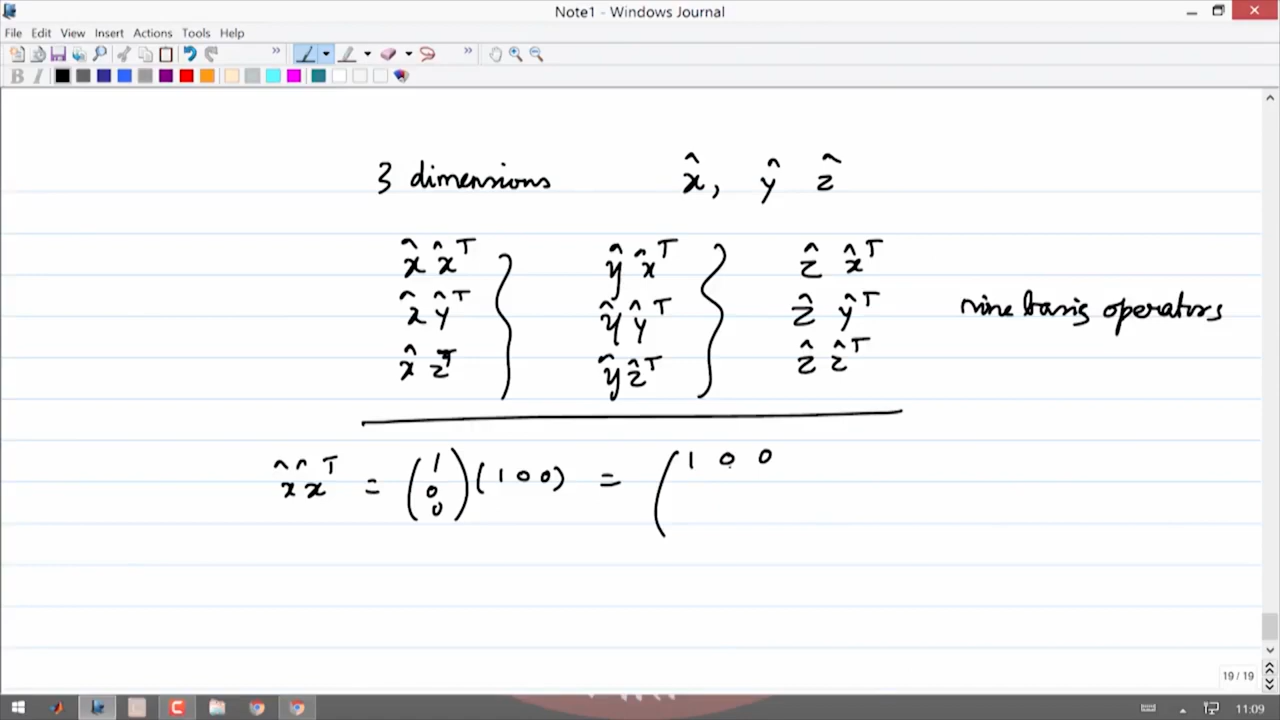 Note1 - Windows Journal
File Edit View Insert Actions Tools Help
B I
3 dimensions x̂, ŷ ẑ
x̂ x̂ᵀ ŷ x̂ᵀ ẑ x̂ᵀ
x̂ ŷᵀ ŷ ŷᵀ ẑ ŷᵀ nine basis operators
x̂ zᵀ ŷ ẑᵀ ẑ ẑᵀ
x̂ x̂ᵀ = (1 0 0) (1 0 0) = ( 1 0 0
19 / 19
11:09